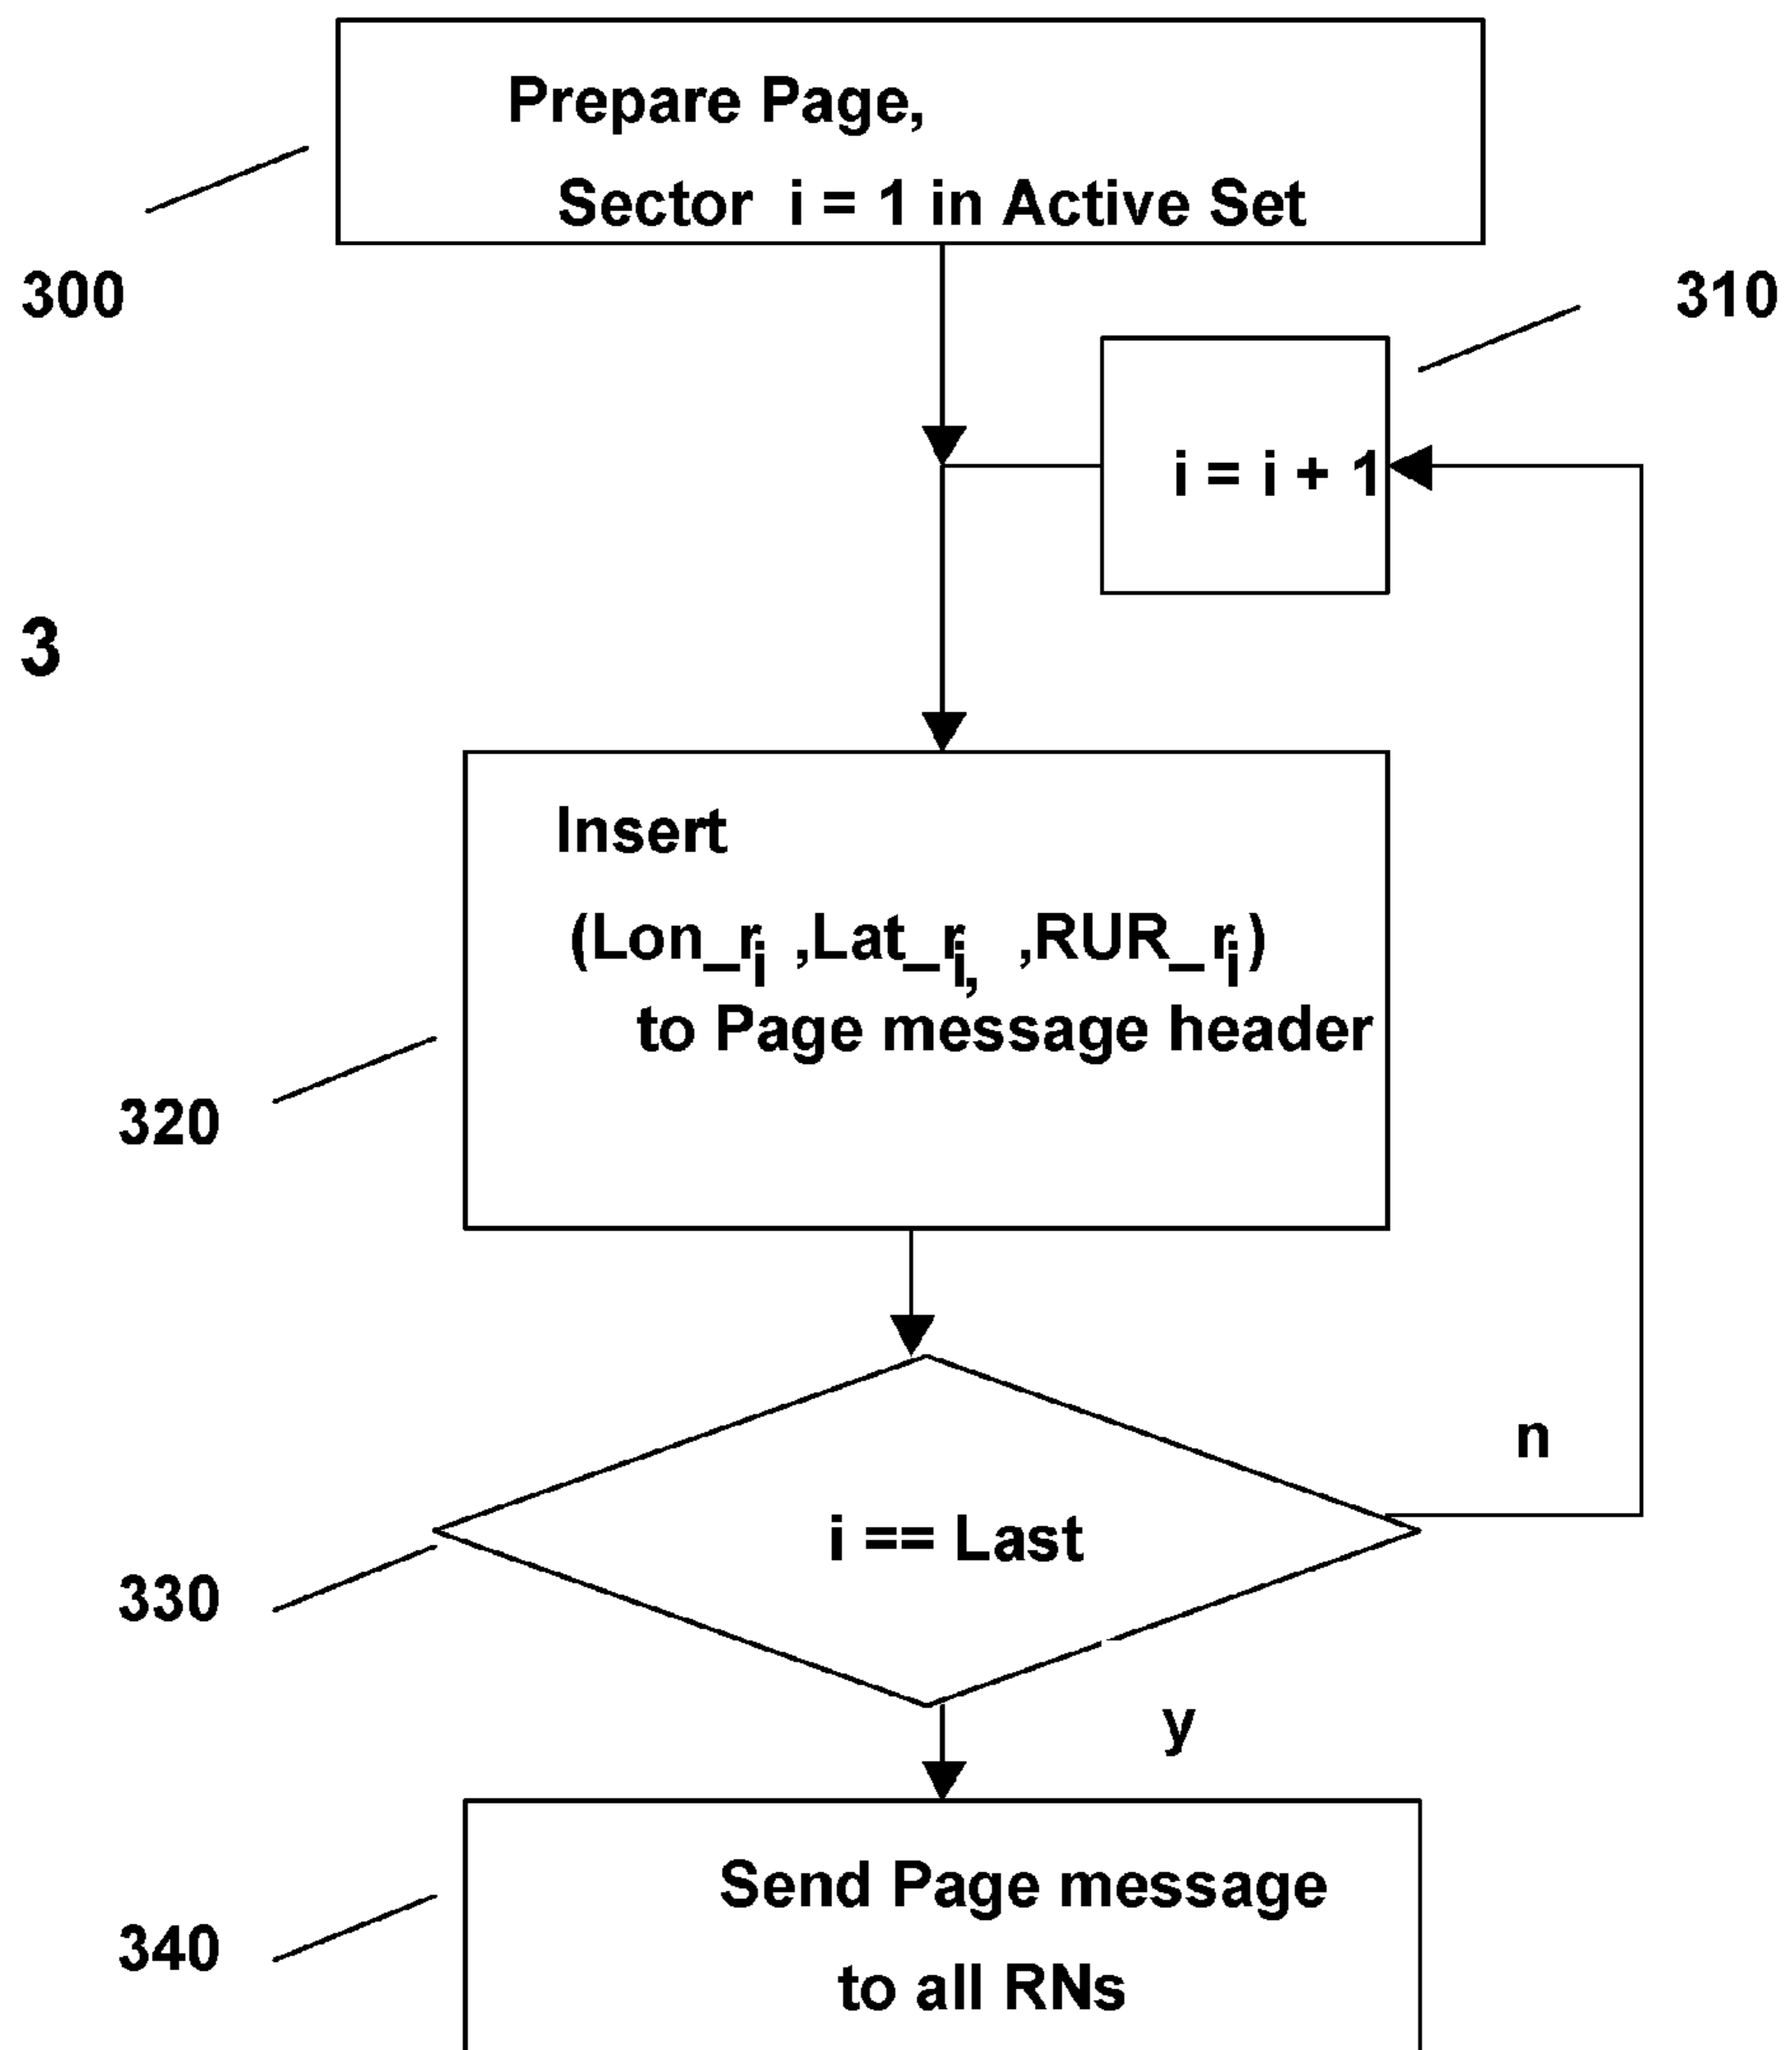 Prepare Page,
Sector i = 1 in Active Set
300
310
i = i + 1
3
Insert
(Lon_ri ,Lat_ri, ,RUR_ri)
to Page message header
320
n
i == Last
330
y
Send Page message
340
to all RNs